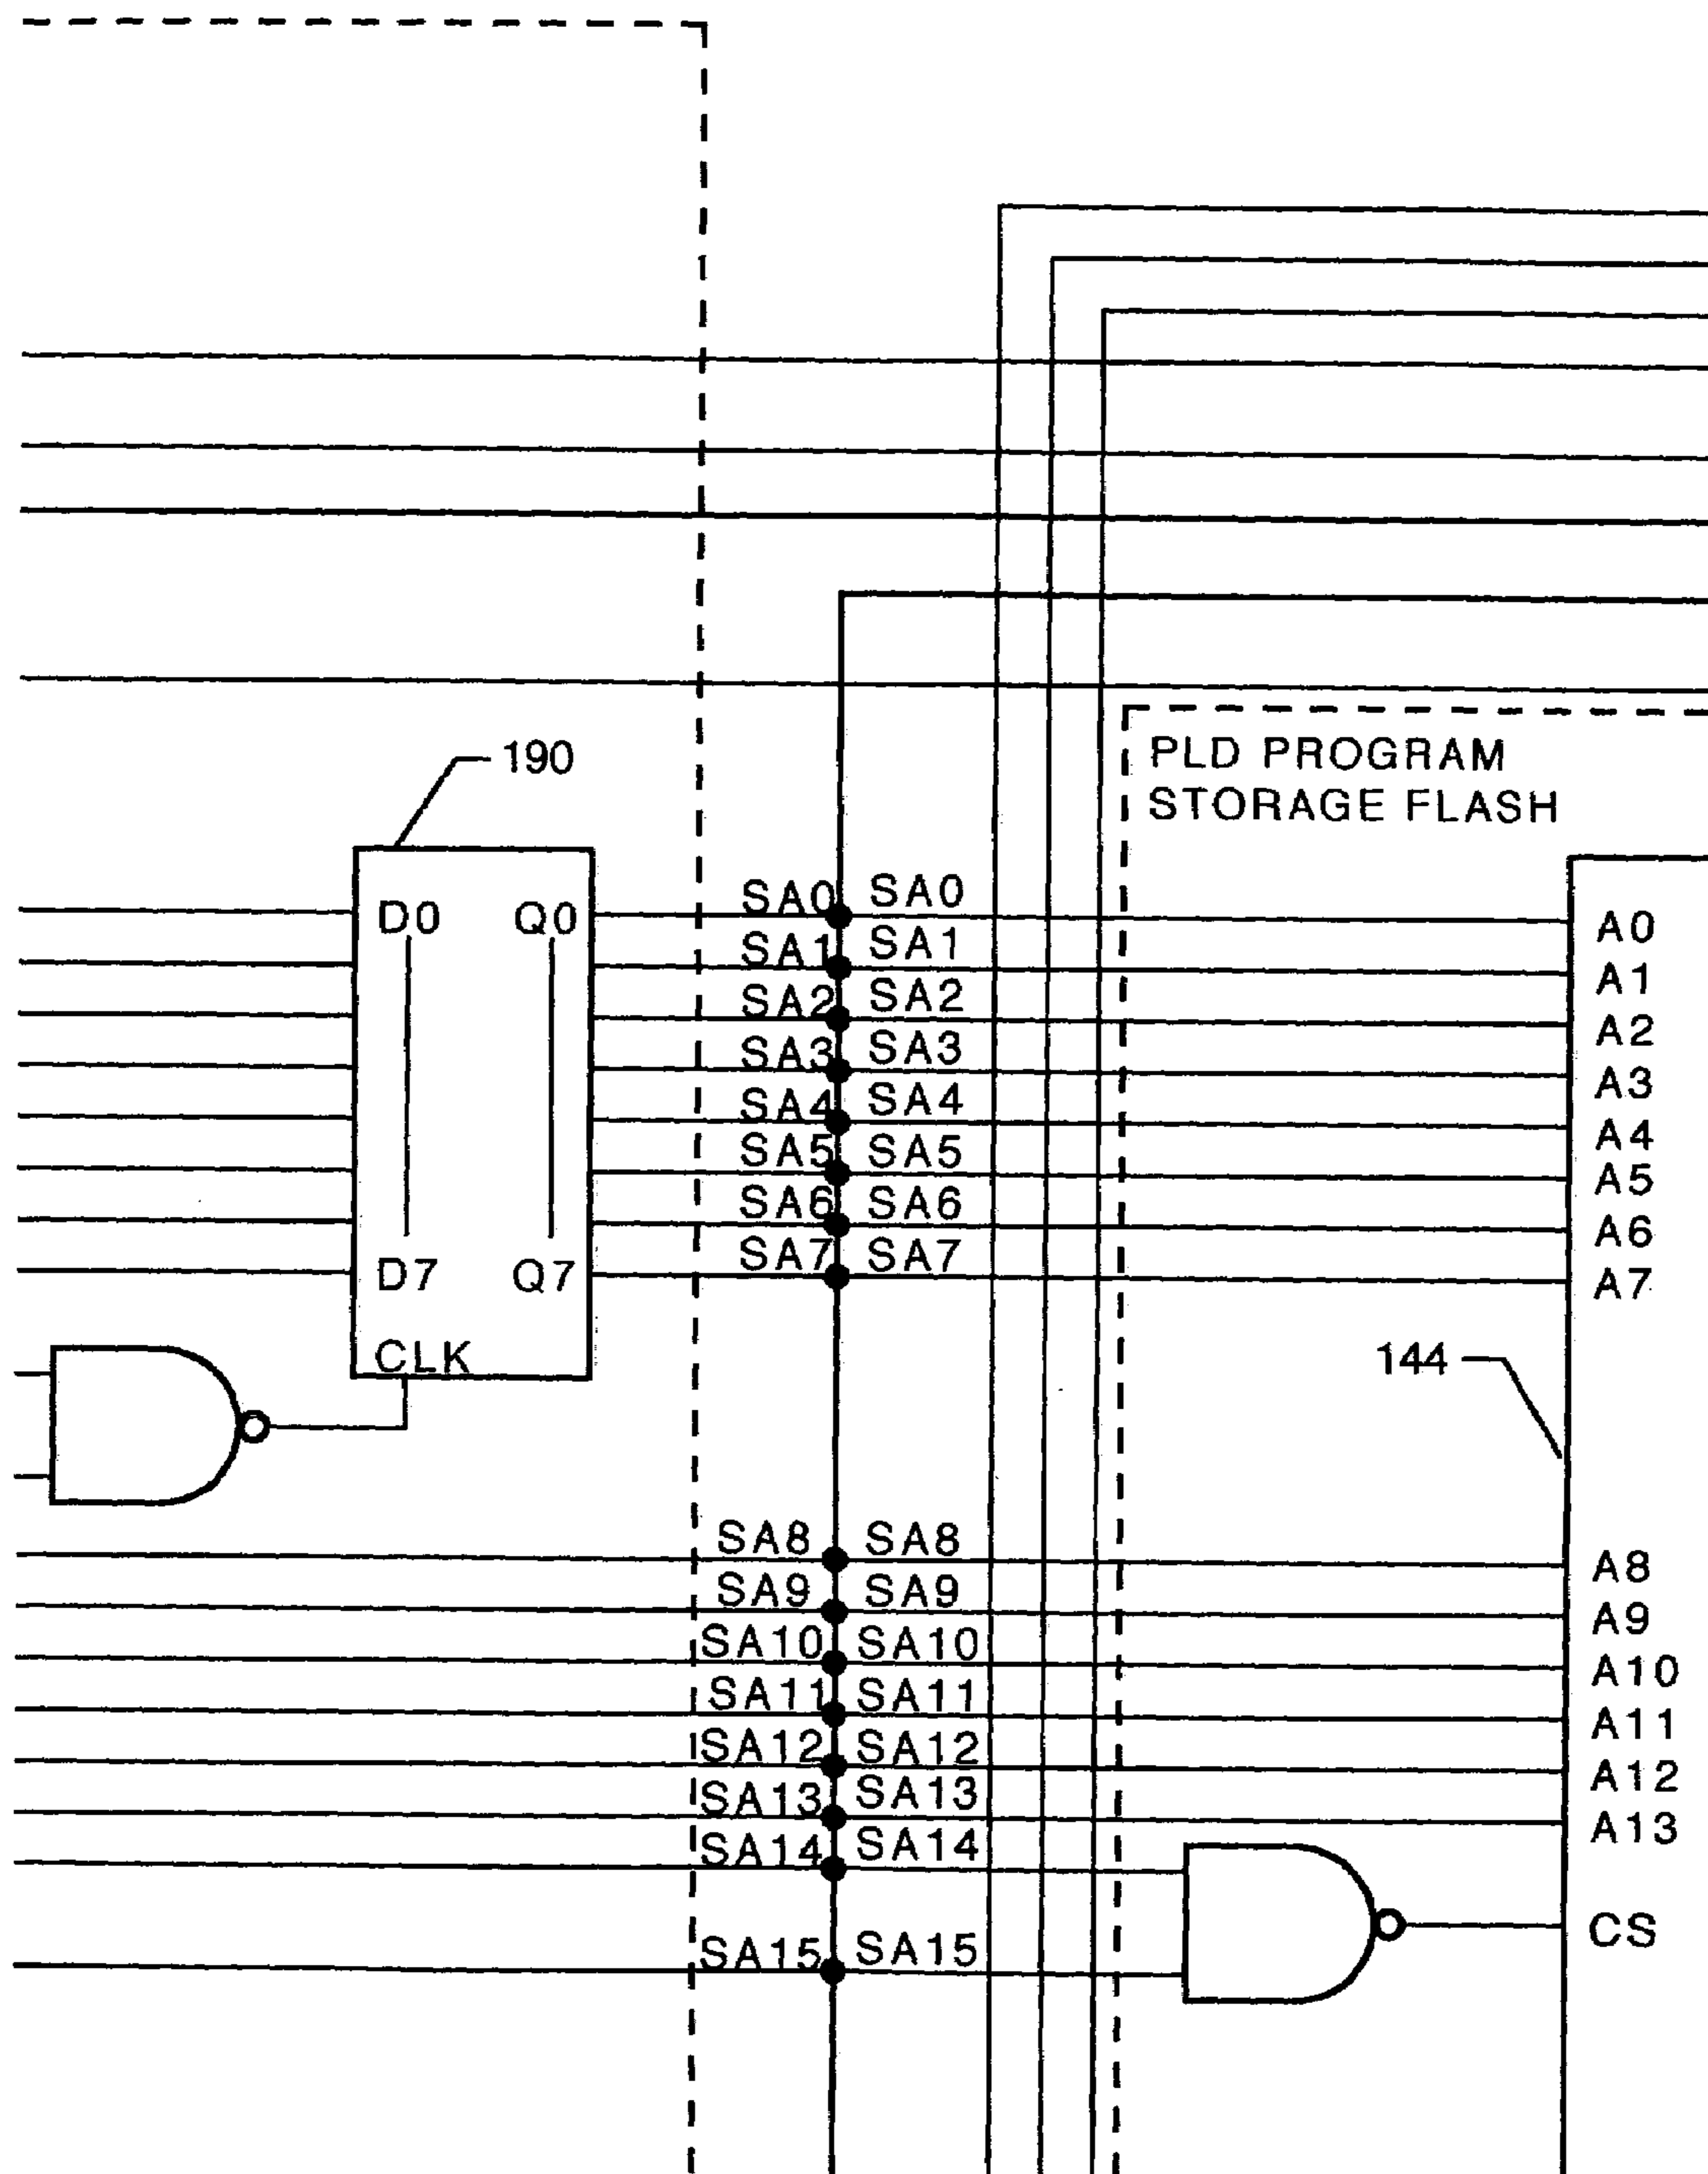 190
PLD PROGRAM
STORAGE FLASH
D0 Q0 SA0 SA0 A0
SA1 SA1 A1
SA2 SA2 A2
SA3 SA3 A3
SA4 SA4 A4
SA5 SA5 A5
SA6 SA6 A6
D7 Q7 SA7 SA7 A7
CLK
144
SA8 SA8 A8
SA9 SA9 A9
SA10 SA10 A10
SA11 SA11 A11
SA12 SA12 A12
SA13 SA13 A13
SA14 SA14
CS
SA15 SA15